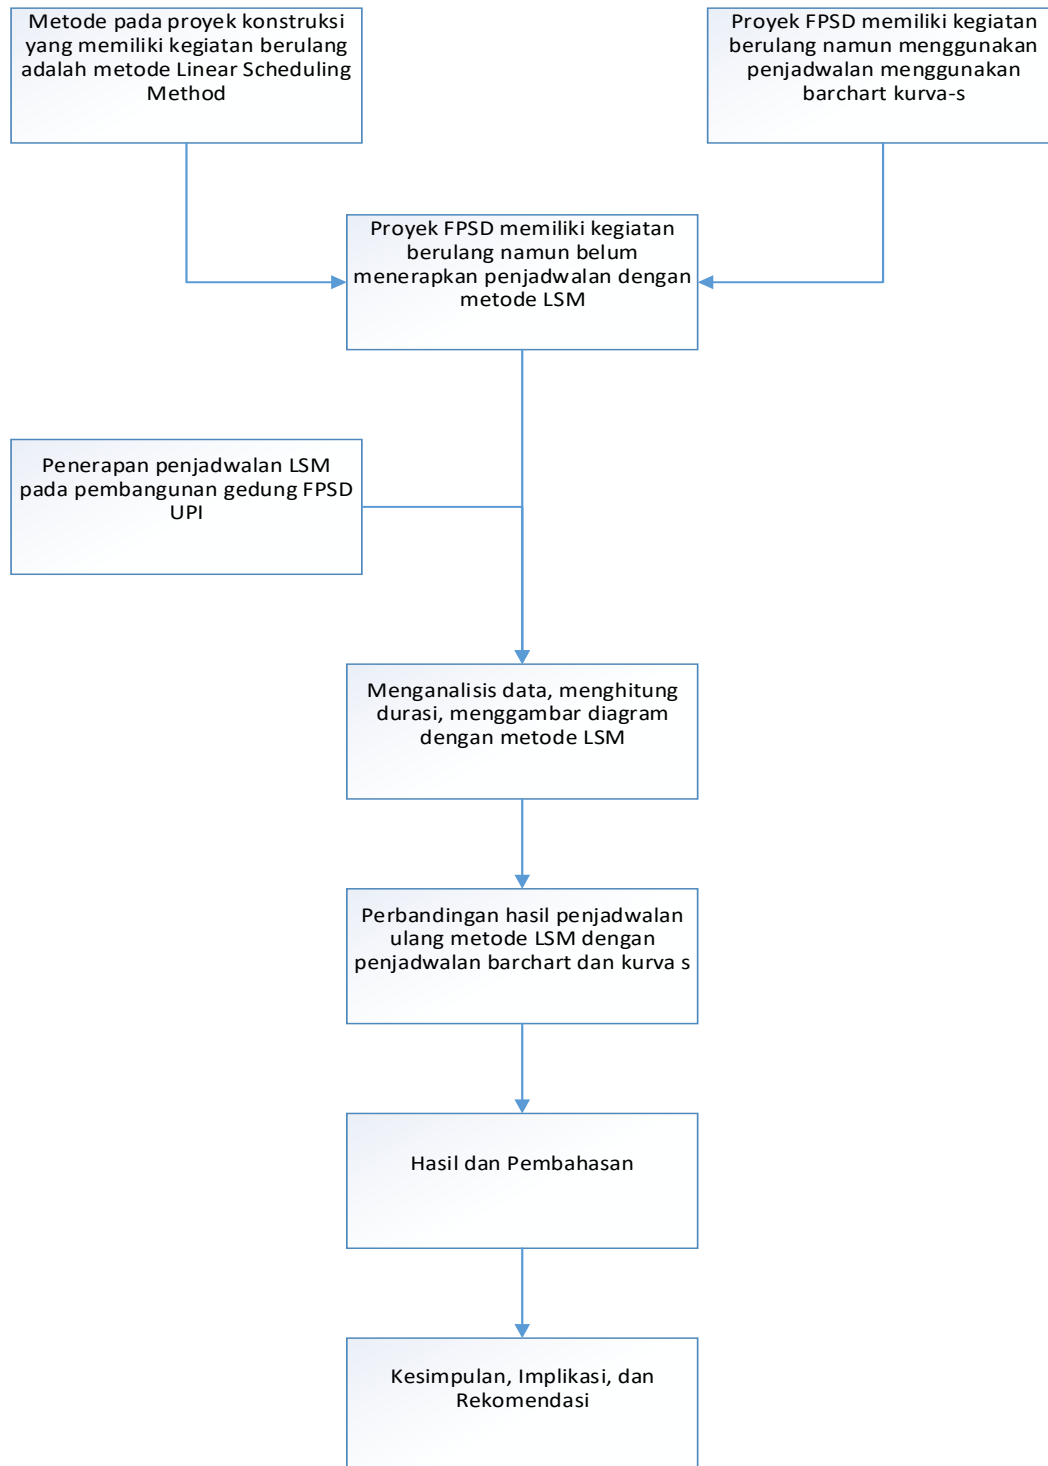 Metode pada proyek konstruksi
yang memiliki kegiatan berulang
adalah metode Linear Scheduling
Method
Proyek FPSD memiliki kegiatan
berulang namun menggunakan
penjadwalan menggunakan
barchart kurva-s
Proyek FPSD memiliki kegiatan
berulang namun belum
menerapkan penjadwalan dengan
metode LSM
Penerapan penjadwalan LSM
pada pembangunan gedung FPSD
UPI
Menganalisis data, menghitung
durasi, menggambar diagram
dengan metode LSM
Perbandingan hasil penjadwalan
ulang metode LSM dengan
penjadwalan barchart dan kurva s
Hasil dan Pembahasan
Kesimpulan, Implikasi, dan
Rekomendasi